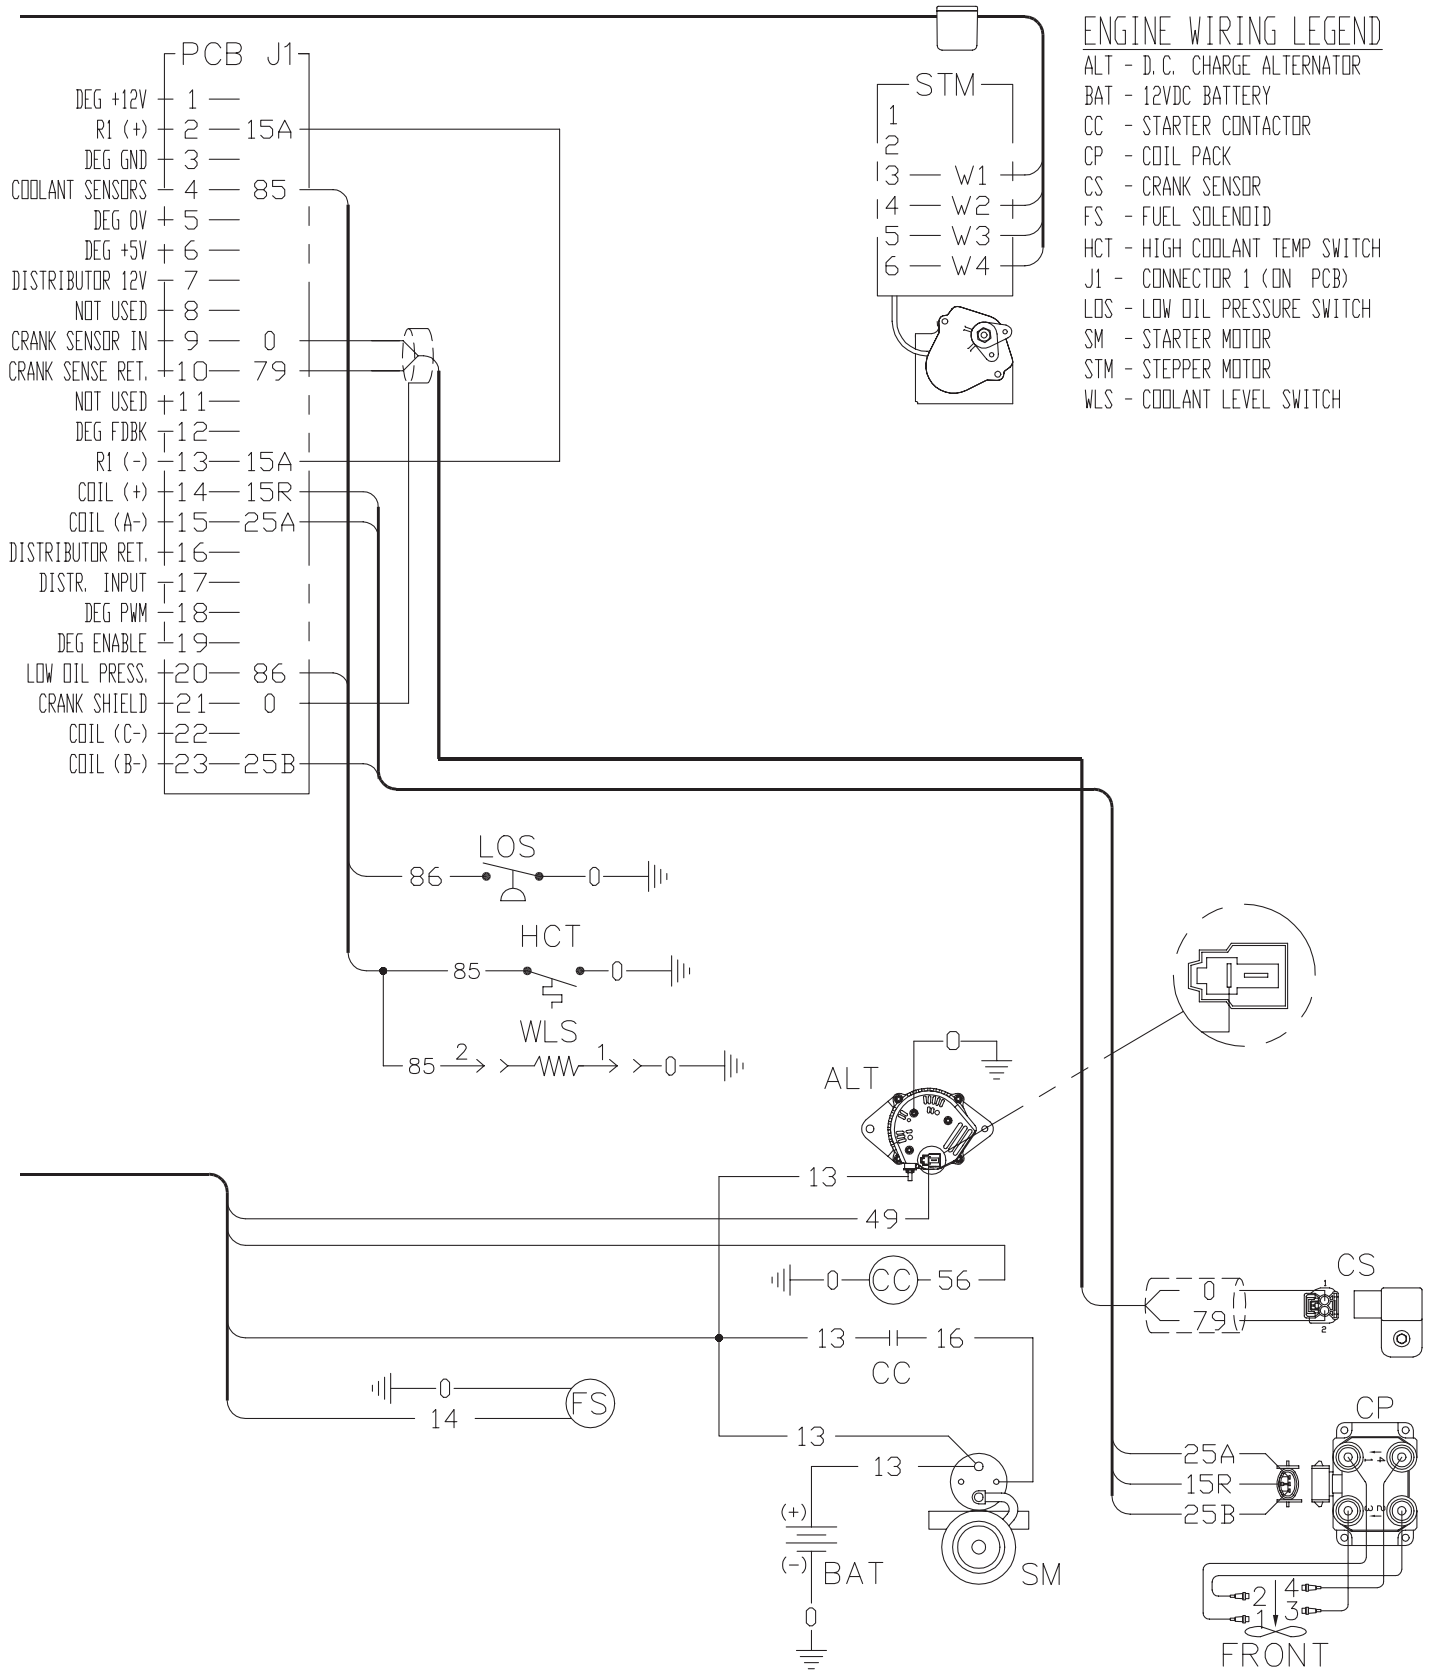 ENGINE WIRING LEGEND
ALT - D.C. CHARGE ALTERNATOR
BAT - 12VDC BATTERY
CC - STARTER CONTACTOR
CP - COIL PACK
CS - CRANK SENSOR
FS - FUEL SOLENOID
HCT - HIGH COOLANT TEMP SWITCH
J1 - CONNECTOR 1 (ON PCB)
LOS - LOW OIL PRESSURE SWITCH
SM - STARTER MOTOR
STM - STEPPER MOTOR
WLS - COOLANT LEVEL SWITCH
PCB J1
DEG +12V 1
R1 (+) 2 15A
DEG GND 3
COOLANT SENSORS 4 85
DEG 0V 5
DEG +5V 6
DISTRIBUTOR 12V 7
NOT USED 8
CRANK SENSOR IN 9 0
CRANK SENSE RET. 10 79
NOT USED 11
DEG FDBK 12
R1 (-) 13 15A
COIL (+) 14 15R
COIL (A-) 15 25A
DISTRIBUTOR RET. 16
DISTR. INPUT 17
DEG PWM 18
DEG ENABLE 19
LOW OIL PRESS. 20 86
CRANK SHIELD 21 0
COIL (C-) 22
COIL (B-) 23 25B
STM
1
2
3 W1
4 W2
5 W3
6 W4
LOS
86 0
HCT
85 0
WLS
85 2 1 0
ALT
0
13
49
0 CC 56
13 16
CC
0
FS
14
13
13
(+)
(-)
BAT
0
SM
CS
0
79
1
2
CP
25A
15R
25B
1 4
3 2
2 4
1 3
FRONT